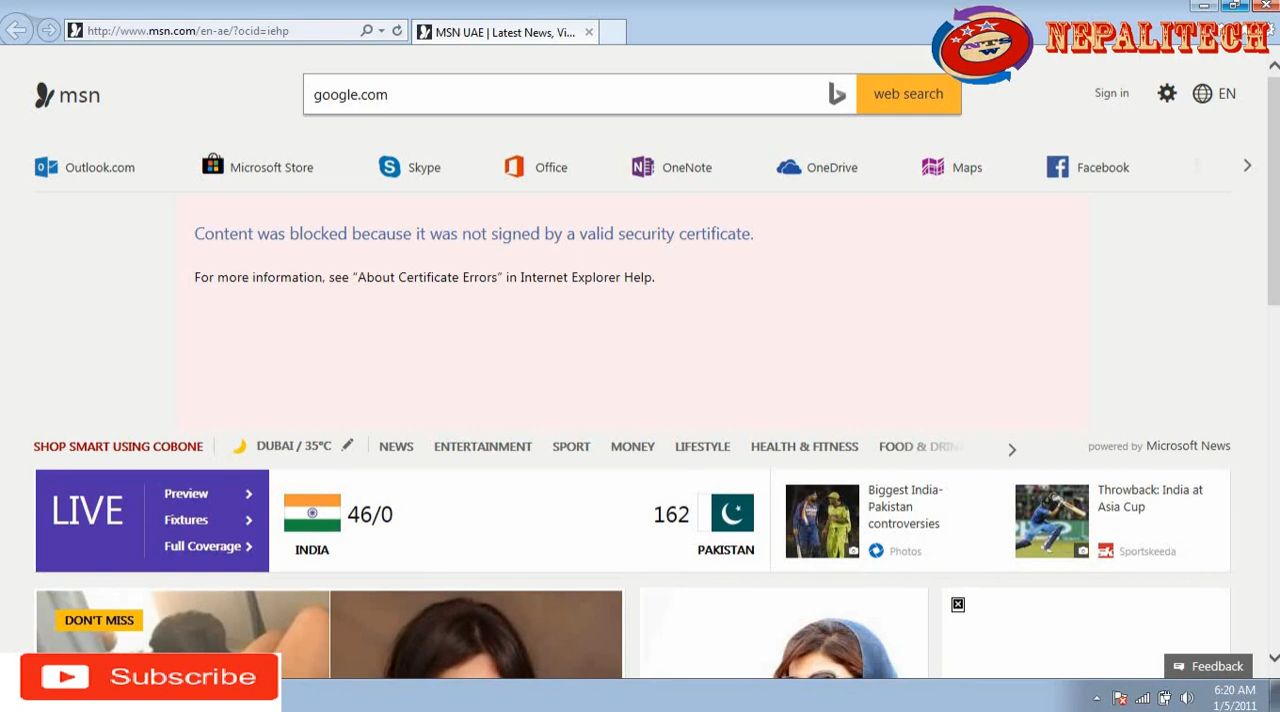 http://www.msn.com/en-ae/?ocid=iehp
MSN UAE | Latest News, Vi...
NTS
W
NEPALITECH
msn
google.com
web search
Sign in
EN
Outlook.com
Microsoft Store
Skype
Office
OneNote
OneDrive
Maps
Facebook
Content was blocked because it was not signed by a valid security certificate.
For more information, see “About Certificate Errors” in Internet Explorer Help.
SHOP SMART USING COBONE
DUBAI / 35°C
NEWS
ENTERTAINMENT
SPORT
MONEY
LIFESTYLE
HEALTH & FITNESS
FOOD & DRIN
powered by Microsoft News
LIVE
Preview
Fixtures
Full Coverage
46/0
INDIA
162
PAKISTAN
Biggest India-
Pakistan
controversies
Photos
Throwback: India at
Asia Cup
Sportskeeda
DON'T MISS
Subscribe
Feedback
6:20 AM
1/5/2011